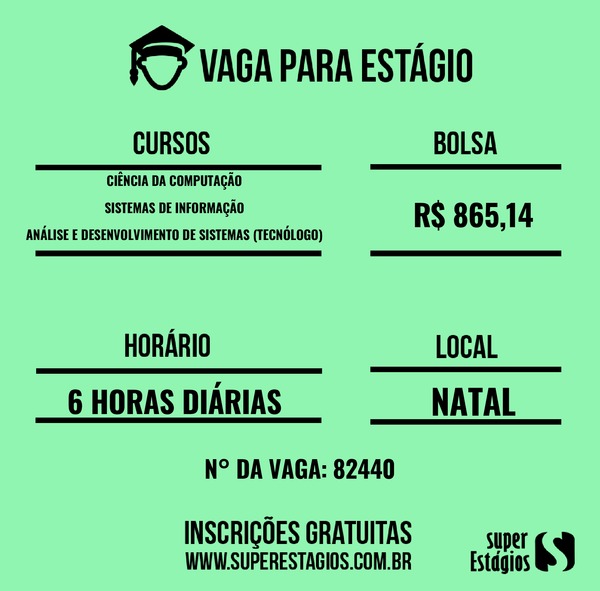 VAGA PARA ESTÁGIO
CURSOS
CIÊNCIA DA COMPUTAÇÃO
SISTEMAS DE INFORMAÇÃO
ANÁLISE E DESENVOLVIMENTO DE SISTEMAS (TECNÓLOGO)
BOLSA
R$ 865,14
HORÁRIO
6 HORAS DIÁRIAS
LOCAL
NATAL
N° DA VAGA: 82440
INSCRIÇÕES GRATUITAS
WWW.SUPERESTAGIOS.COM.BR
super
Estágios